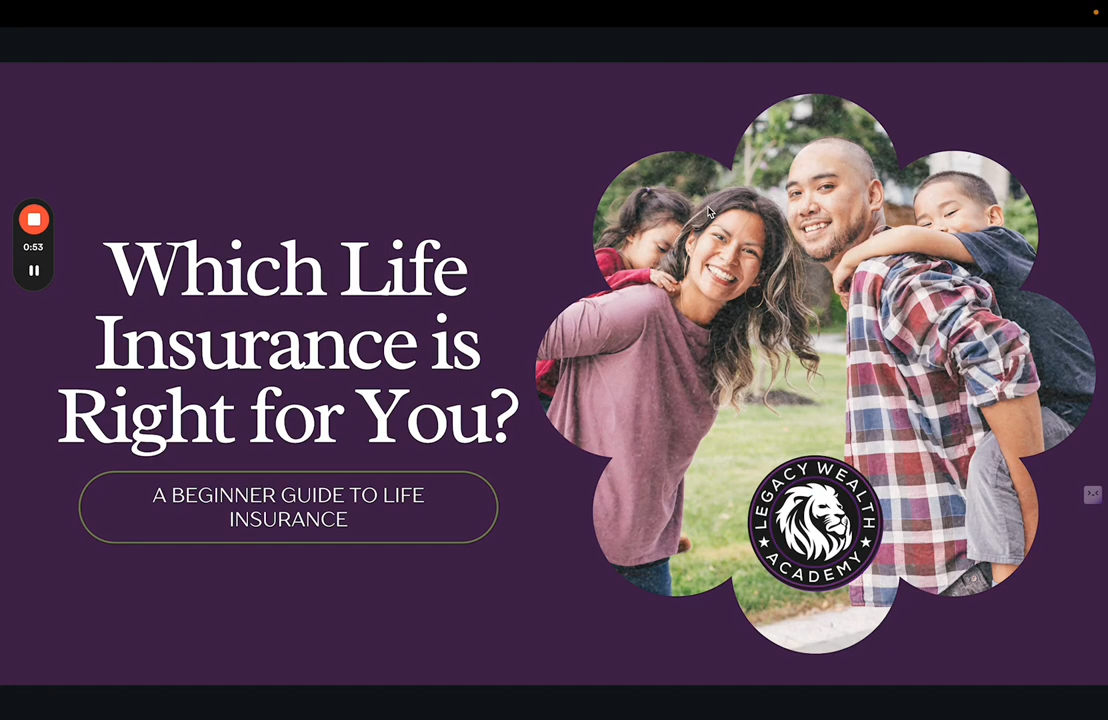 0:53
Which Life
Insurance is
Right for You?
A BEGINNER GUIDE TO LIFE
INSURANCE
LEGACY WEALTH
ACADEMY